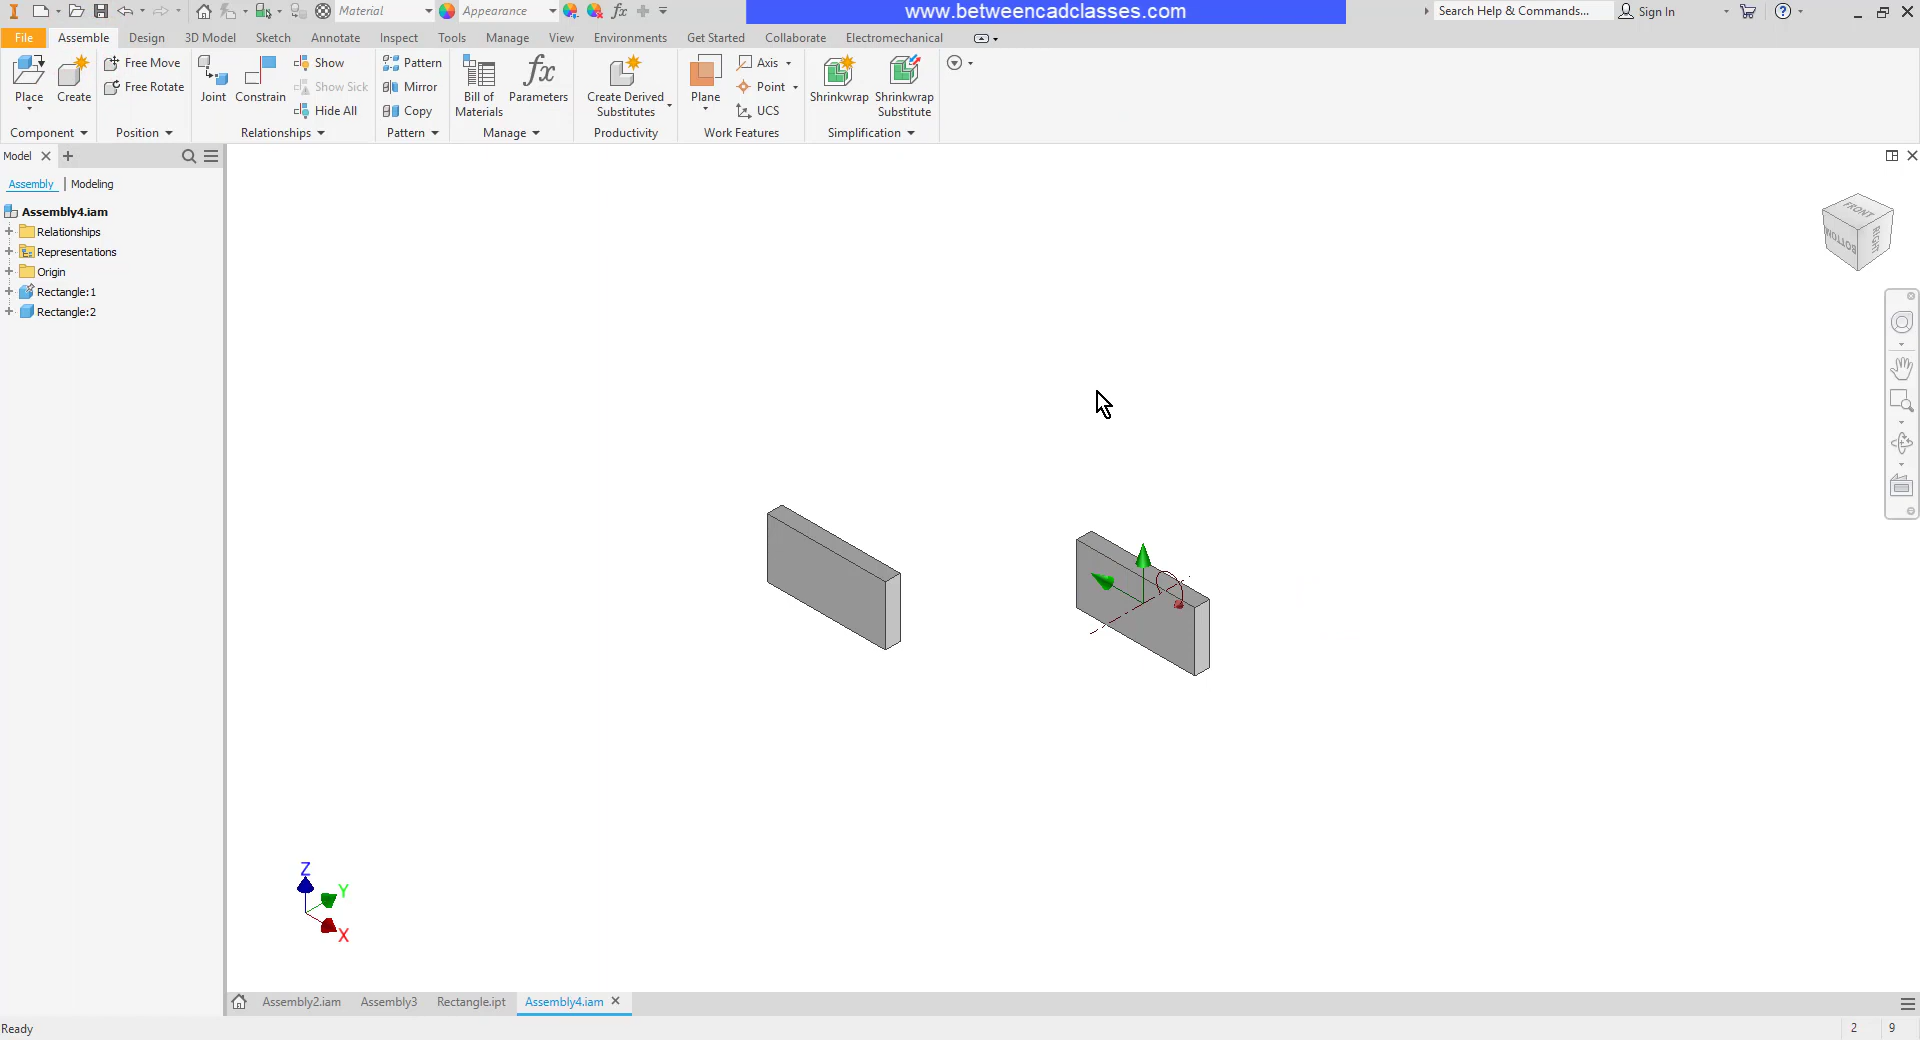 Material
Appearance
www.betweencadclasses.com
Search Help & Commands...
Sign In
File
Assemble
Design
3D Model
Sketch
Annotate
Inspect
Tools
Manage
View
Environments
Get Started
Collaborate
Electromechanical
Place
Create
Free Move
Free Rotate
Joint
Constrain
Show
Show Sick
Hide All
Pattern
Mirror
Copy
Bill of
Materials
fx
Parameters
Create Derived
Substitutes
Plane
Axis
Point
UCS
Shrinkwrap
Shrinkwrap
Substitute
Component
Position
Relationships
Pattern
Manage
Productivity
Work Features
Simplification
Model
Assembly
Modeling
Assembly4.iam
Relationships
Representations
Origin
Rectangle:1
Rectangle:2
FRONT
BOTTOM
RIGHT
Z
Y
X
Assembly2.iam
Assembly3
Rectangle.ipt
Assembly4.iam
Ready
2
9